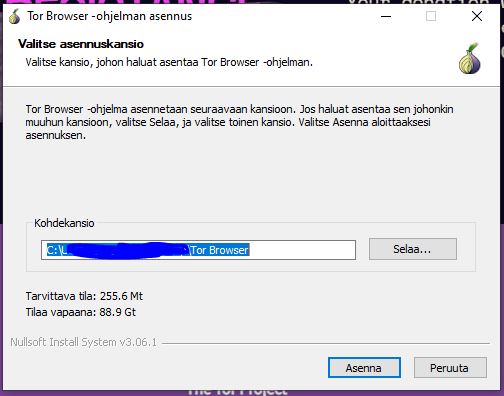 Tor Browser -ohjelman asennus
Valitse asennuskansio
Valitse kansio, johon haluat asentaa Tor Browser -ohjelman.
Tor Browser -ohjelma asennetaan seuraavaan kansioon. Jos haluat asentaa sen johonkin
muuhun kansioon, valitse Selaa, ja valitse toinen kansio. Valitse Asenna aloittaaksesi
asennuksen.
Kohdekansio
C:\ \Tor Browser
Selaa...
Tarvittava tila: 255.6 Mt
Tilaa vapaana: 88.9 Gt
Nullsoft Install System v3.06.1
Asenna
Peruuta
The Tor Project